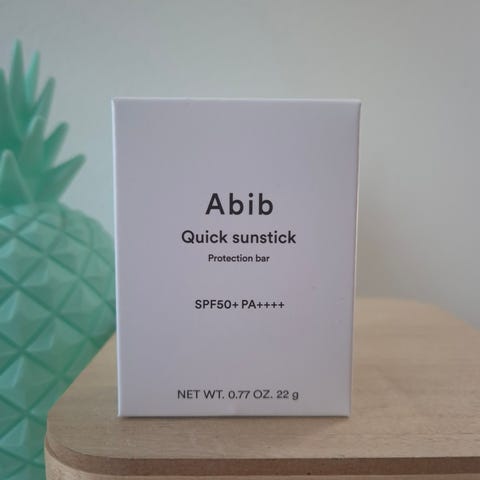 Abib
Quick sunstick
Protection bar
SPF50+ PA++++
NET WT. 0.77 OZ. 22 g